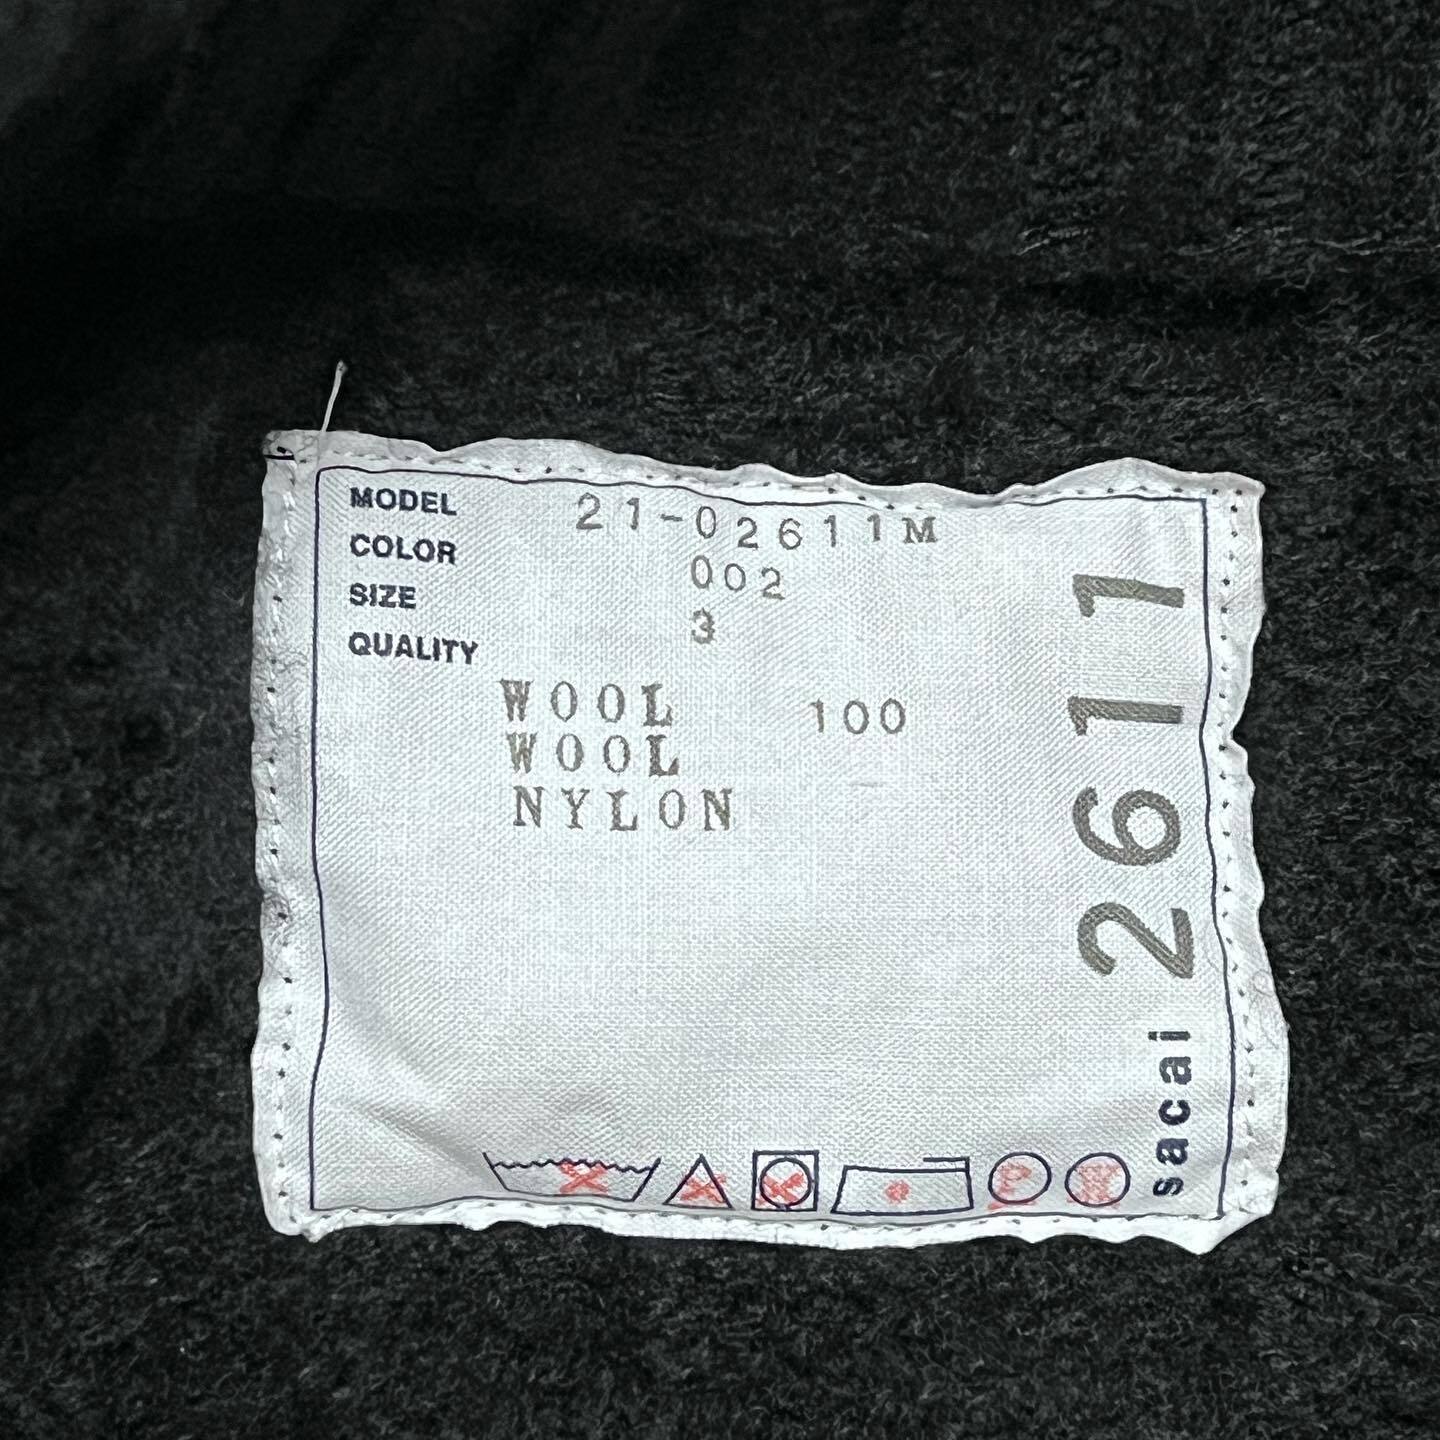 MODEL 21-02611M
COLOR 002
SIZE 3
QUALITY
WOOL 100
WOOL
NYLON
2611
sacai
P